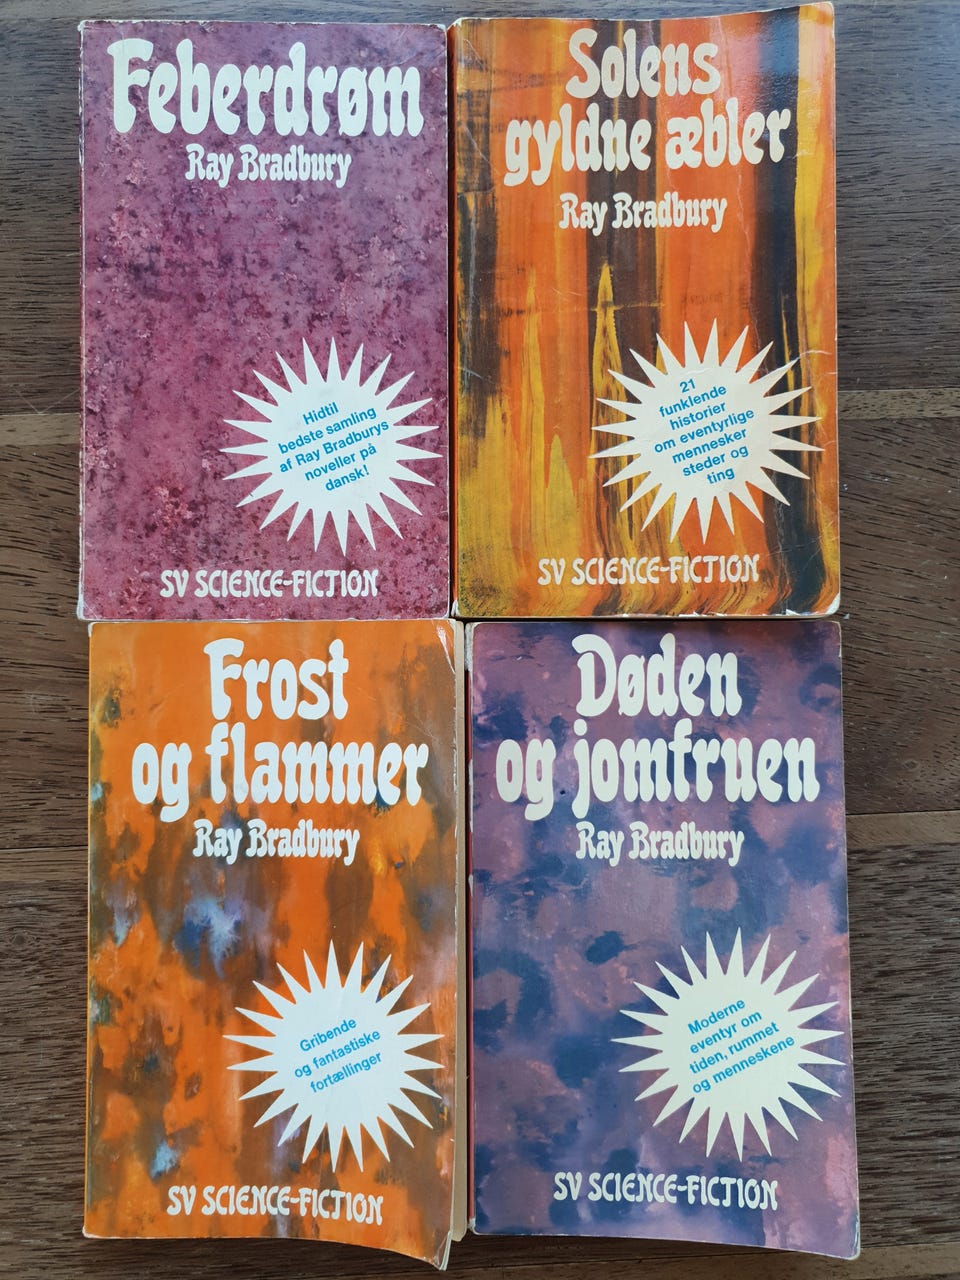 Feberdrøm
Ray Bradbury
Hidtil
bedste samling
af Ray Bradburys
noveller på
dansk!
SV SCIENCE-FICTION
Solens
gyldne æbler
Ray Bradbury
21
funklende
historier
om eventyrlige
mennesker
steder og
ting
SV SCIENCE-FICTION
Frost
og flammer
Ray Bradbury
Gribende
og fantastiske
fortællinger
SV SCIENCE-FICTION
Døden
og jomfruen
Ray Bradbury
Moderne
eventyr om
tiden, rummet
og menneskene
SV SCIENCE-FICTION